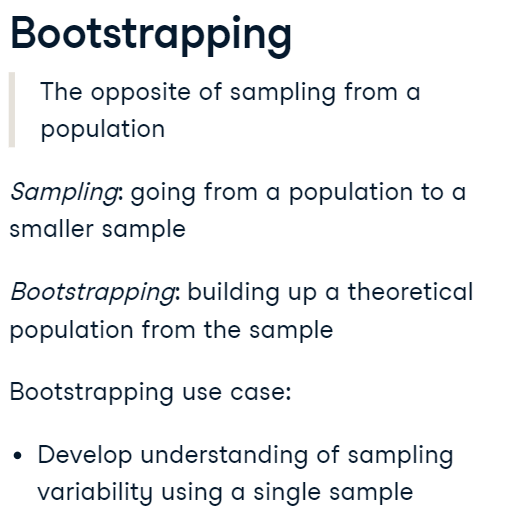 Bootstrapping
The opposite of sampling from a
population
Sampling: going from a population to a
smaller sample
Bootstrapping: building up a theoretical
population from the sample
Bootstrapping use case:
• Develop understanding of sampling
variability using a single sample